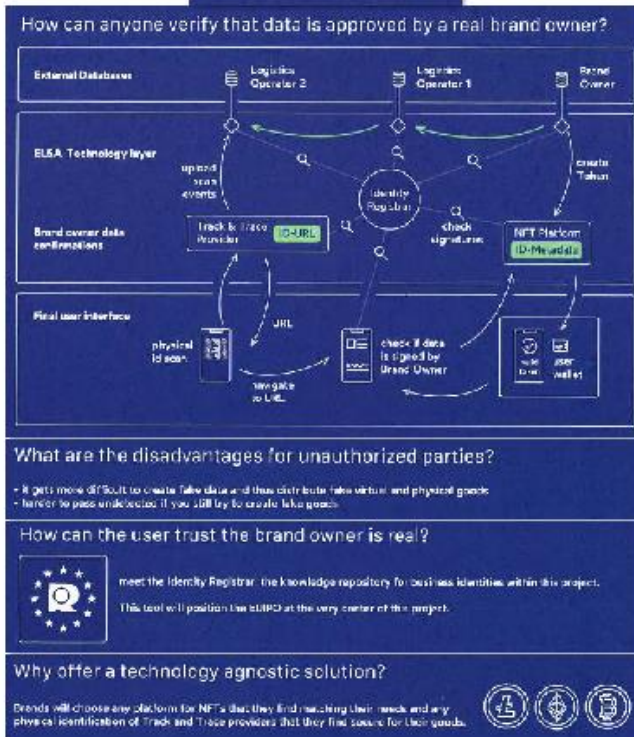 How can anyone verify that data is approved by a real brand owner?
External Databases
Logistics
Operator 2
Logistics
Operator 1
Brand
Owner
ELSA Technology layer
upload
scan
events
Identity
Registrar
create
Token
Brand owner data
confirmations
Track & Trace
Provider
ID-URL
check
signatures
NFT Platform
ID-Metadata
Final user interface
URL
physical
id scan
navigate
to URL
check if data
is signed by
Brand Owner
user
wallet
What are the disadvantages for unauthorized parties?
- it gets more difficult to create fake data and thus distribute fake virtual and physical goods
- harder to pass undetected if you still try to create fake goods
How can the user trust the brand owner is real?
meet the Identity Registrar the knowledge repository for business identities within this project.
This tool will position the EUIPO at the very center of this project.
Why offer a technology agnostic solution?
Brands will choose any platform for NFTs that they find matching their needs and any
physical identification of Track and Trace providers that they find secure for their goods.